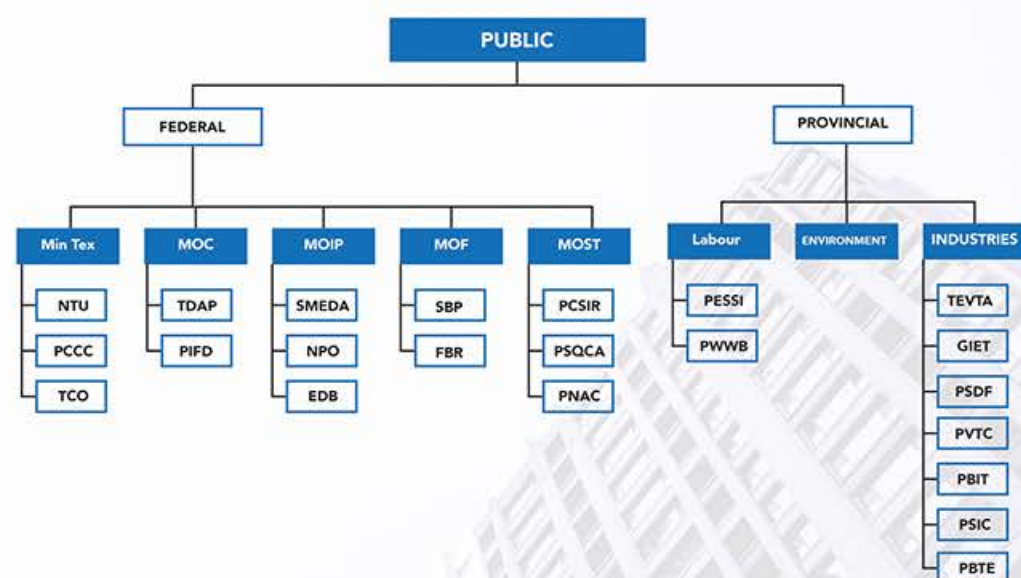 PUBLIC
FEDERAL
PROVINCIAL
Min Tex
MOC
MOIP
MOF
MOST
Labour
ENVIRONMENT
INDUSTRIES
NTU
TDAP
SMEDA
SBP
PCSIR
PESSI
TEVTA
PCCC
PIFD
NPO
FBR
PSQCA
PWWB
GIET
TCO
EDB
PNAC
PSDF
PVTC
PBIT
PSIC
PBTE